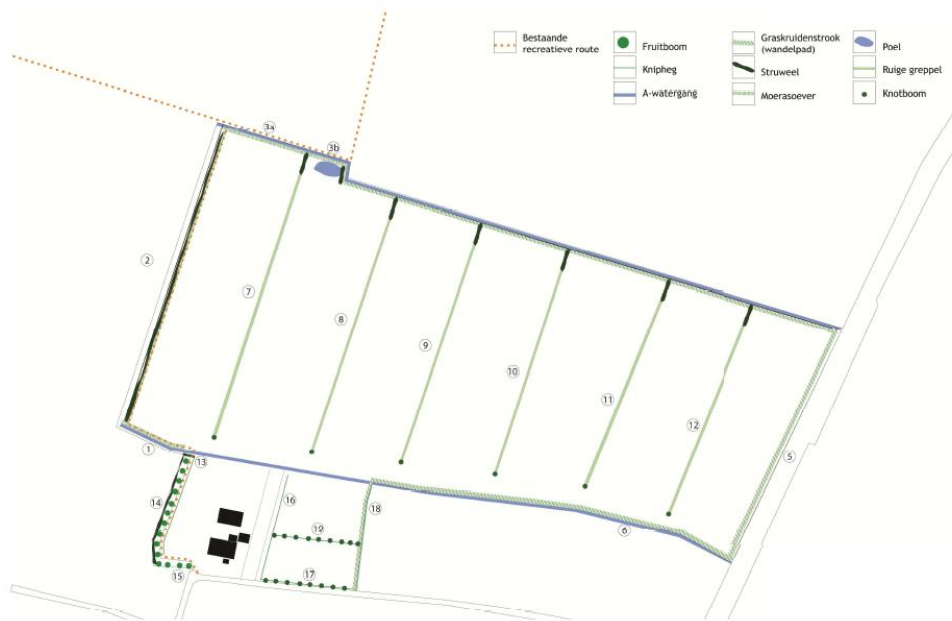 Bestaande
recreatieve route
Fruitboom
Knipheg
A-watergang
Graskruidenstrook
(wandelpad)
Struweel
Moerasoever
Poel
Ruige greppel
Knotboom
3a
3b
2
7
8
9
10
11
12
5
1
13
14
15
16
18
19
17
6